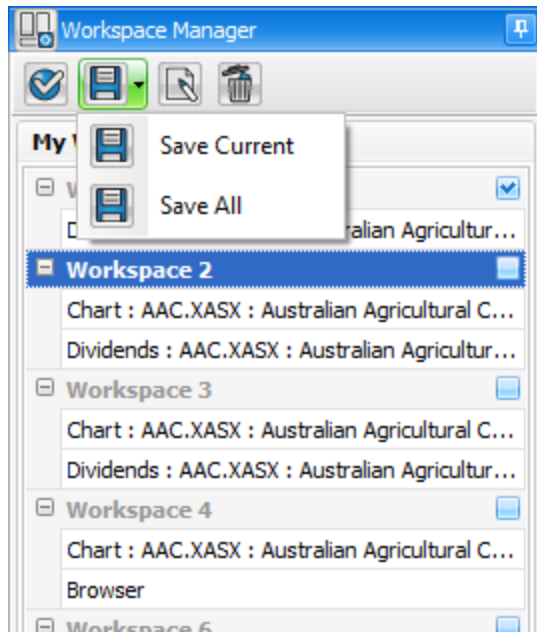 Workspace Manager
Save Current
My
Save All
ralian Agricultur...
Workspace 2
Chart : AAC.XASX : Australian Agricultural C...
Dividends : AAC.XASX : Australian Agricultur...
Workspace 3
Chart : AAC.XASX : Australian Agricultural C...
Dividends : AAC.XASX : Australian Agricultur...
Workspace 4
Chart : AAC.XASX : Australian Agricultural C...
Browser
Workspace 6